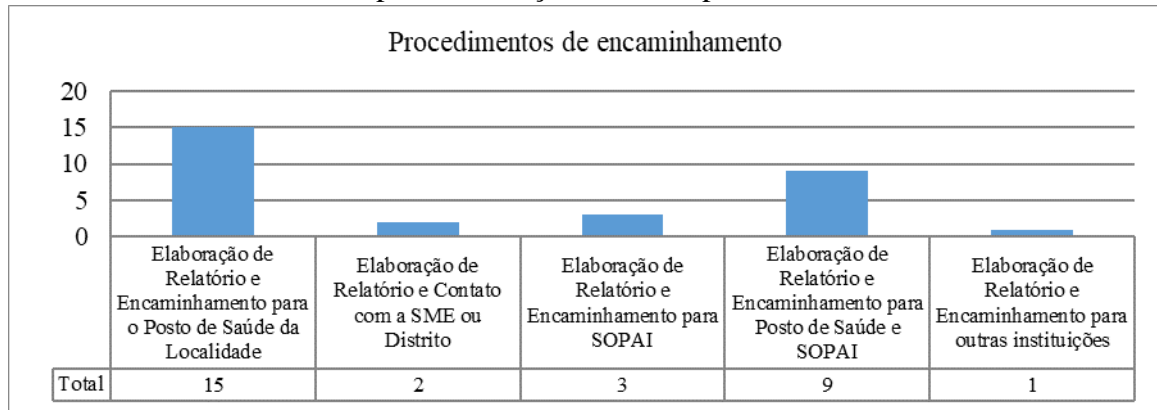 Procedimentos de encaminhamento
20
15
10
5
0
Elaboração de
Relatório e
Encaminhamento para
o Posto de Saúde da
Localidade
Elaboração de
Relatório e Contato
com a SME ou
Distrito
Elaboração de
Relatório e
Encaminhamento para
SOPAI
Elaboração de
Relatório e
Encaminhamento para
Posto de Saúde e
SOPAI
Elaboração de
Relatório e
Encaminhamento para
outras instituições
Total 15 2 3 9 1